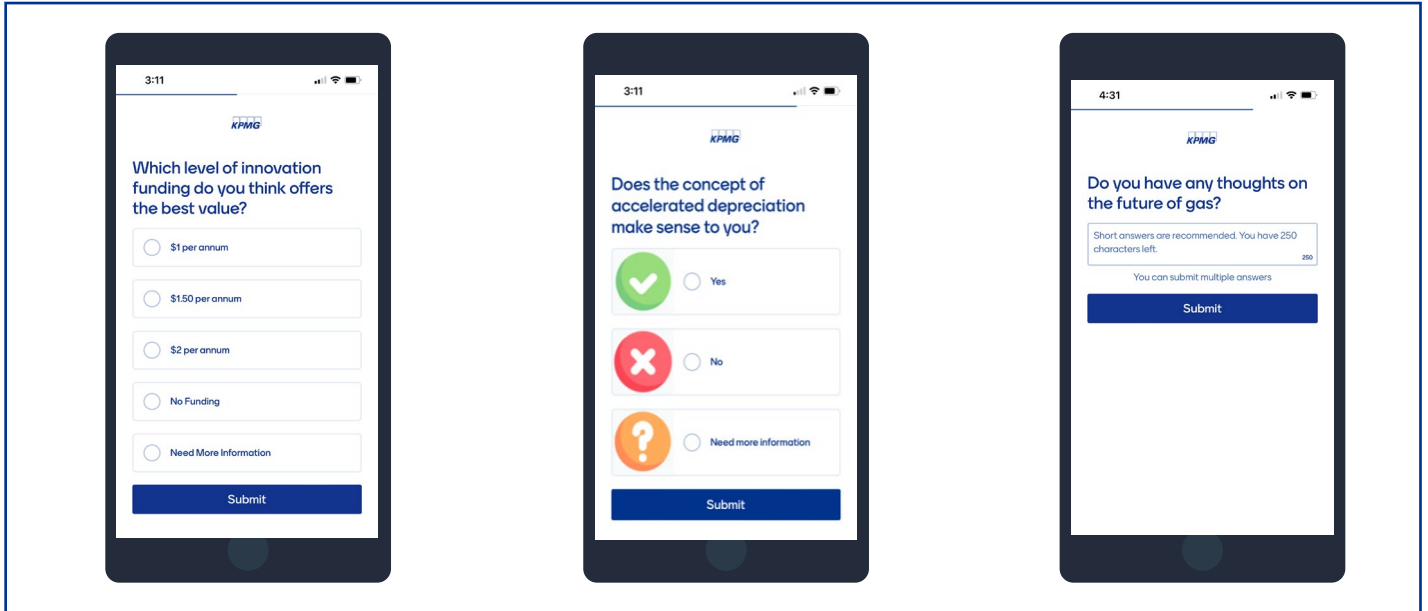 3:11
KPMG
Which level of innovation
funding do you think offers
the best value?
$1 per annum
$1.50 per annum
$2 per annum
No Funding
Need More Information
Submit
3:11
KPMG
Does the concept of
accelerated depreciation
make sense to you?
Yes
No
?
Need more information
Submit
4:31
KPMG
Do you have any thoughts on
the future of gas?
Short answers are recommended. You have 250
characters left.
250
You can submit multiple answers
Submit